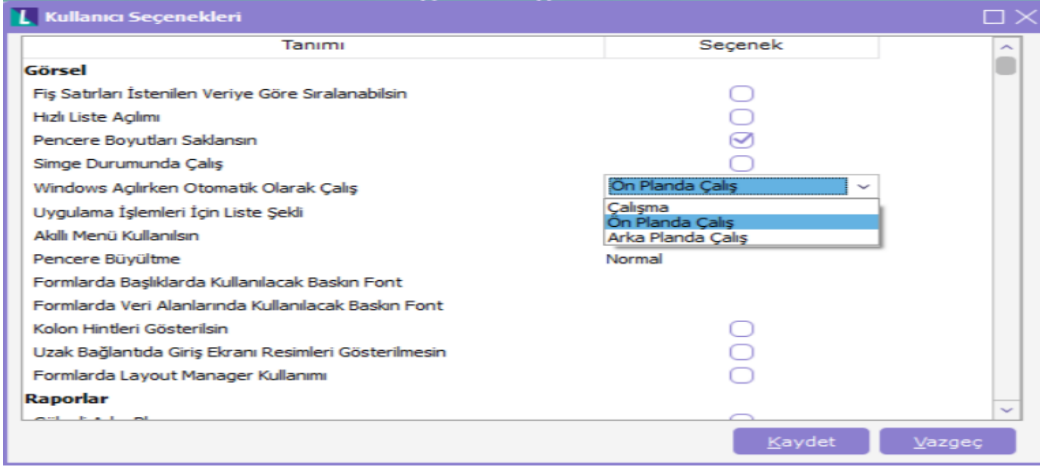 Kullanıcı Seçenekleri
Tanımı Seçenek
Görsel
Fiş Satırları İstenilen Veriye Göre Sıralanabilsin
Hızlı Liste Açılımı
Pencere Boyutları Saklansın
Simge Durumunda Çalış
Windows Açılırken Otomatik Olarak Çalış Ön Planda Çalış
Çalışma
Uygulama İşlemleri İçin Liste Şekli
Ön Planda Çalış
Akıllı Menü Kullanılsın Arka Planda Çalış
Pencere Büyültme Normal
Formlarda Başlıklarda Kullanılacak Baskın Font
Formlarda Veri Alanlarında Kullanılacak Baskın Font
Kolon Hintleri Gösterilsin
Uzak Bağlantıda Giriş Ekranı Resimleri Gösterilmesin
Formlarda Layout Manager Kullanımı
Raporlar
Kaydet Vazgeç